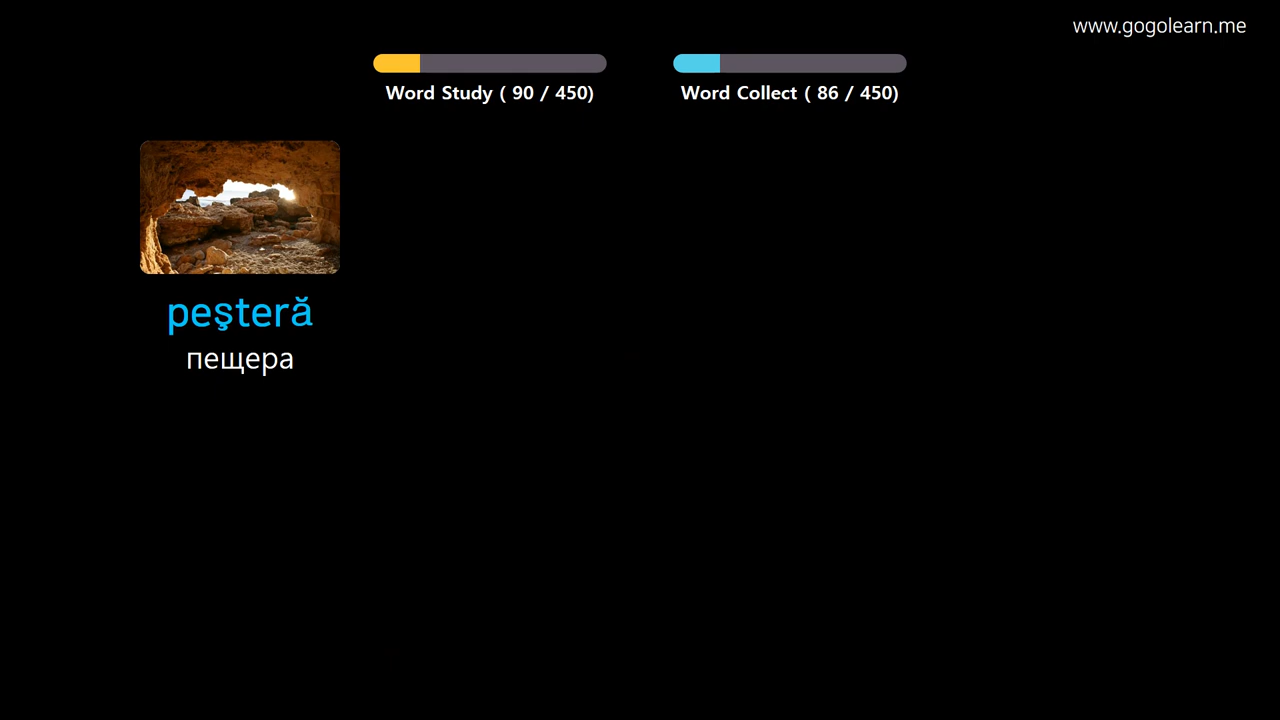 www.gogolearn.me
Word Study ( 90 / 450)
Word Collect ( 86 / 450)
peşteră
пещера